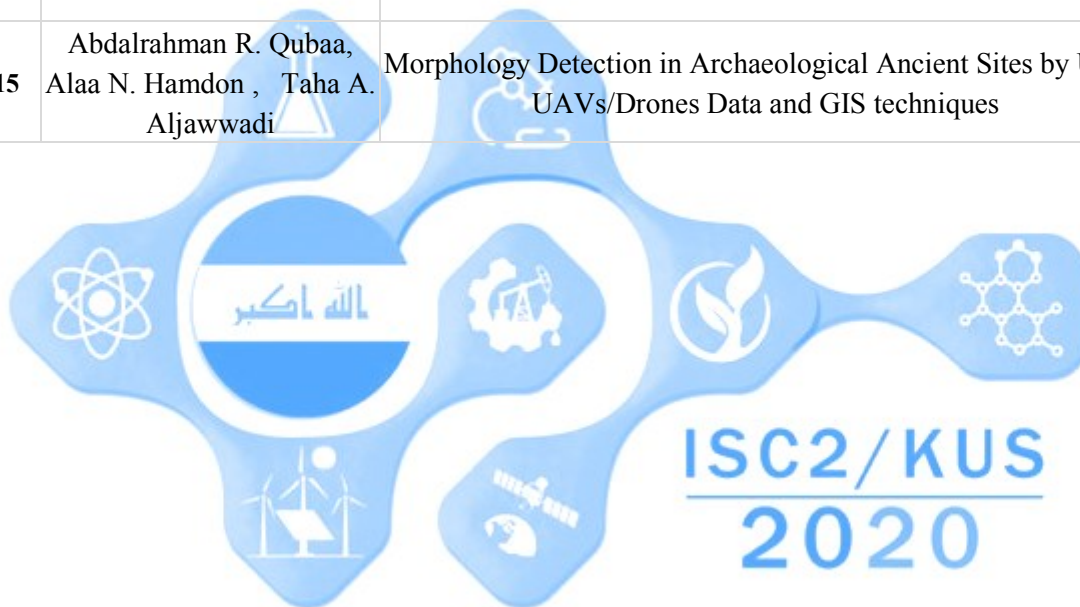 15
Abdalrahman R. Qubaa,
Alaa N. Hamdon , Taha A.
Aljawwadi
Morphology Detection in Archaeological Ancient Sites by
UAVs/Drones Data and GIS techniques
الله اكبر
ISC2/KUS
2020